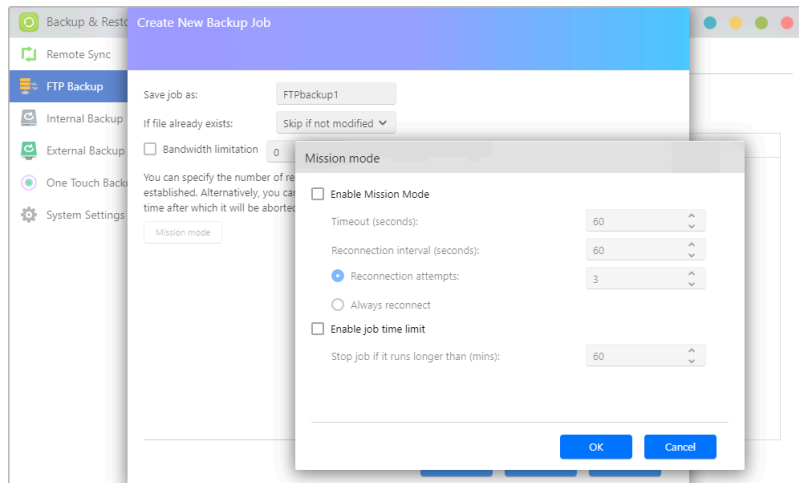 Backup & Resto
Create New Backup Job
Remote Sync
FTP Backup
Internal Backup
External Backup
One Touch Backu
System Settings
Save job as:
FTPbackup1
If file already exists:
Skip if not modified
Bandwidth limitation
0
You can specify the number of re
established. Alternatively, you ca
time after which it will be aborted
Mission mode
Mission mode
Enable Mission Mode
Timeout (seconds):
60
Reconnection interval (seconds):
60
Reconnection attempts:
3
Always reconnect
Enable job time limit
Stop job if it runs longer than (mins):
60
OK
Cancel